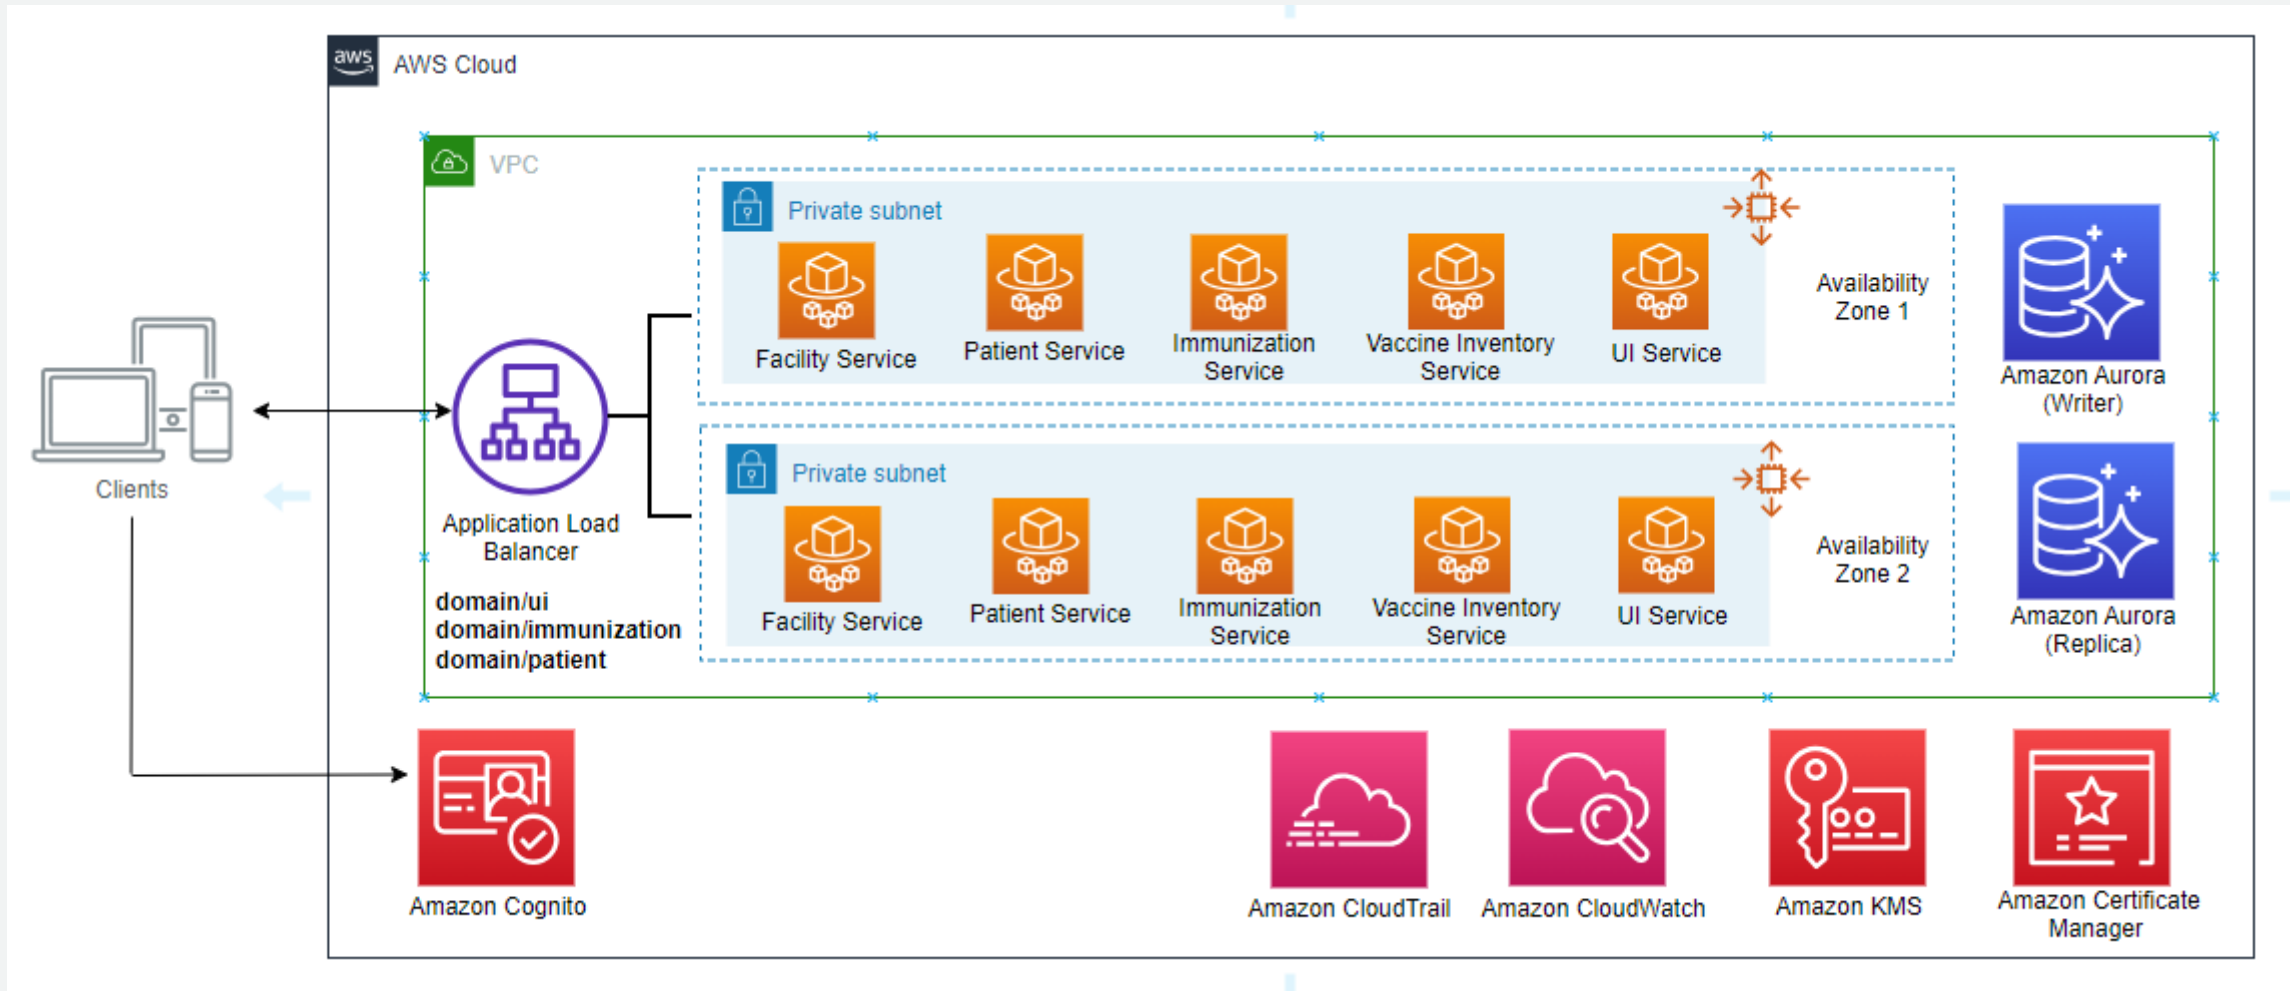 aws
AWS Cloud
VPC
Private subnet
Facility Service
Patient Service
Immunization
Service
Vaccine Inventory
Service
UI Service
Availability
Zone 1
Amazon Aurora
(Writer)
Clients
Application Load
Balancer
domain/ui
domain/immunization
domain/patient
Private subnet
Facility Service
Patient Service
Immunization
Service
Vaccine Inventory
Service
UI Service
Availability
Zone 2
Amazon Aurora
(Replica)
Amazon Cognito
Amazon CloudTrail
Amazon CloudWatch
Amazon KMS
Amazon Certificate
Manager